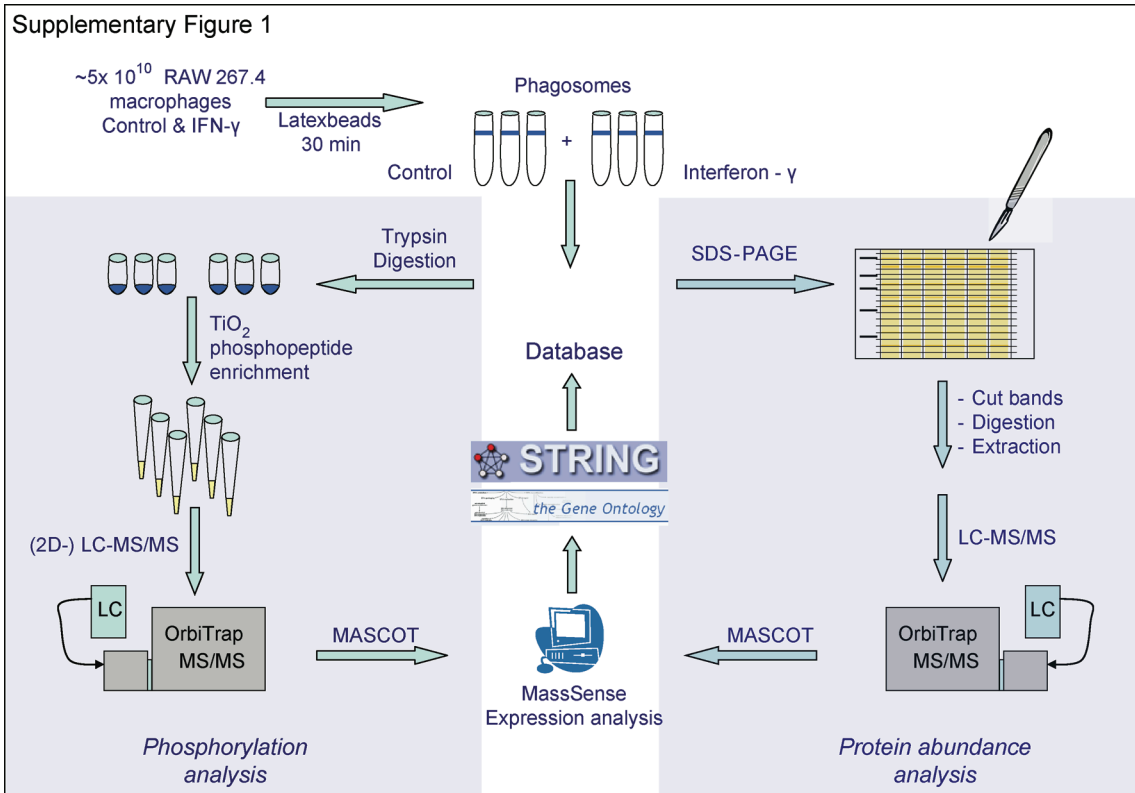 Supplementary Figure 1
~5x 10^10 RAW 267.4
macrophages
Control & IFN-γ
Latexbeads
30 min
Phagosomes
+
Control
Interferon - γ
Trypsin
Digestion
SDS-PAGE
TiO2
phosphopeptide
enrichment
Database
- Cut bands
- Digestion
- Extraction
STRING
the Gene Ontology
(2D-) LC-MS/MS
LC-MS/MS
LC
OrbiTrap
MS/MS
MASCOT
MassSense
Expression analysis
MASCOT
OrbiTrap
MS/MS
LC
Phosphorylation
analysis
Protein abundance
analysis